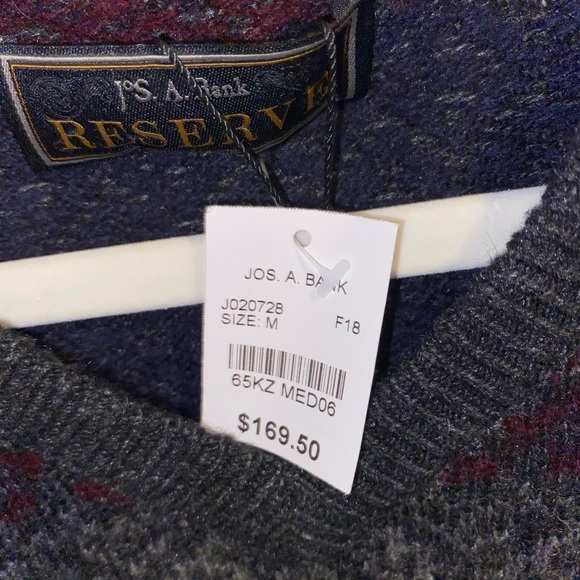 JoS. A. Bank
RESERVE
JOS. A. BANK
J020728
SIZE: M F18
65KZ MED06
$169.50